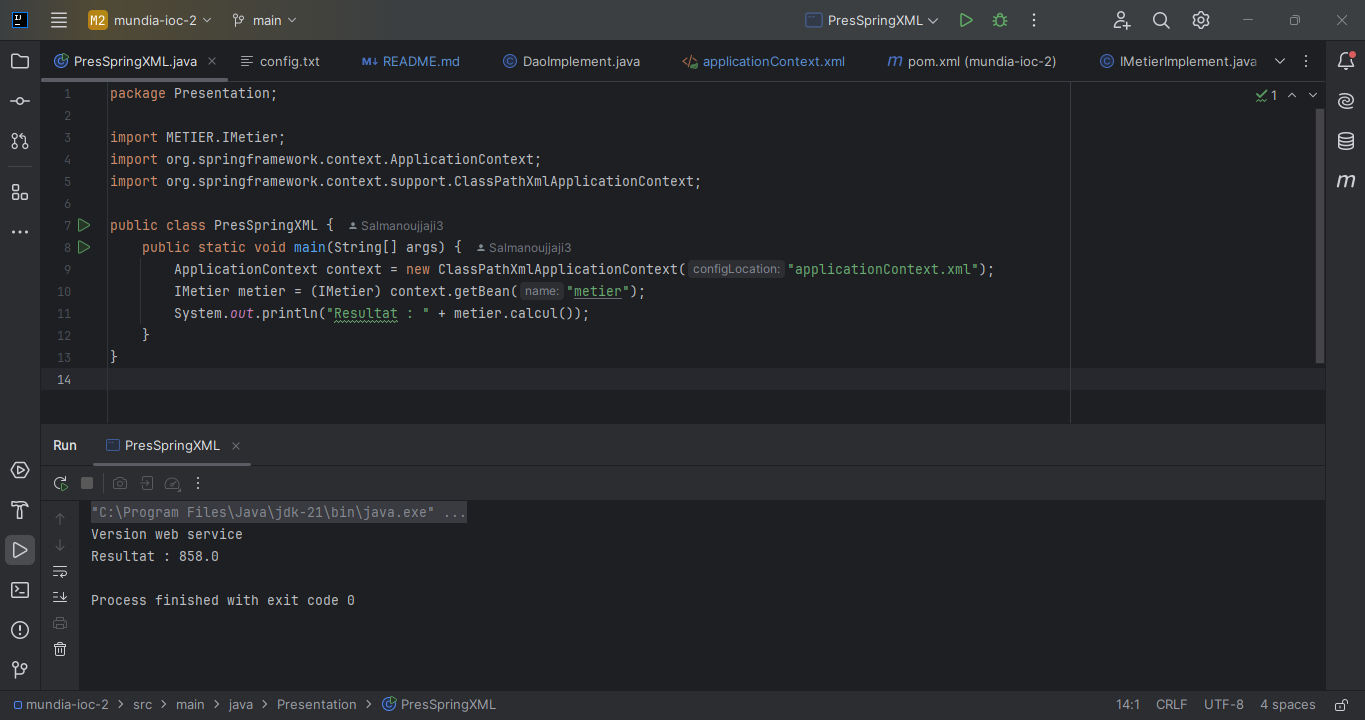 M2 mundia-ioc-2 main PresSpringXML
PresSpringXML.java config.txt README.md DaoImplement.java applicationContext.xml pom.xml (mundia-ioc-2) IMetierImplement.java
1 package Presentation;
2
3 import METIER.IMetier;
4 import org.springframework.context.ApplicationContext;
5 import org.springframework.context.support.ClassPathXmlApplicationContext;
6
7 public class PresSpringXML { Salmanoujjaji3
8 public static void main(String[] args) { Salmanoujjaji3
9 ApplicationContext context = new ClassPathXmlApplicationContext( configLocation: "applicationContext.xml");
10 IMetier metier = (IMetier) context.getBean( name: "metier");
11 System.out.println("Resultat : " + metier.calcul());
12 }
13 }
14
1
Run PresSpringXML
"C:\Program Files\Java\jdk-21\bin\java.exe" ...
Version web service
Resultat : 858.0
Process finished with exit code 0
mundia-ioc-2 > src > main > java > Presentation > PresSpringXML 14:1 CRLF UTF-8 4 spaces